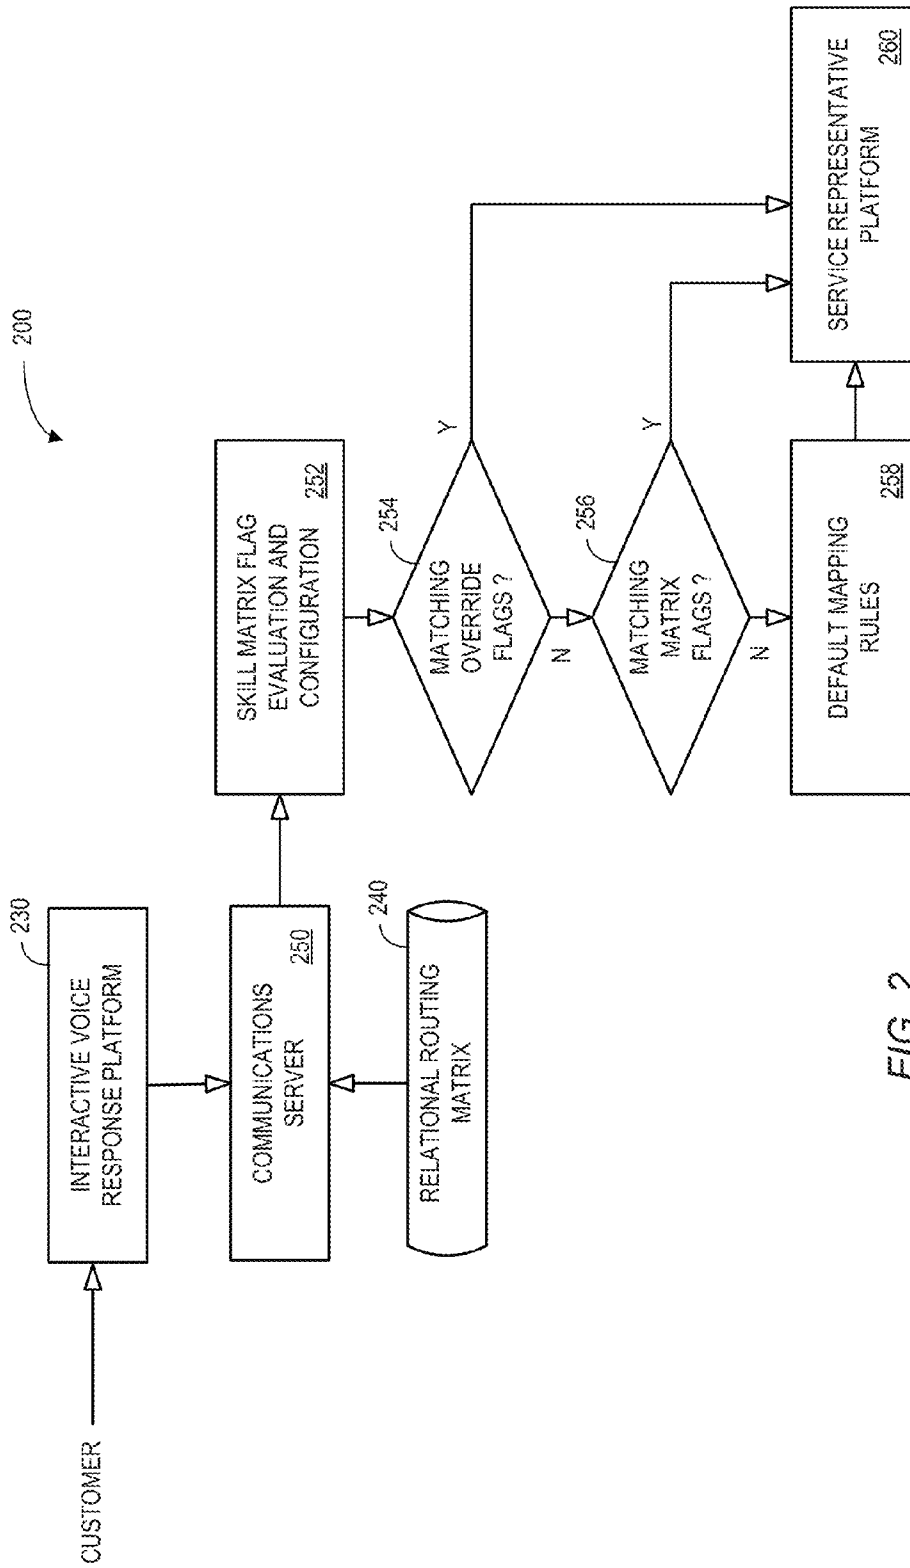 200
CUSTOMER
INTERACTIVE VOICE
RESPONSE PLATFORM
230
COMMUNICATIONS
SERVER
250
RELATIONAL ROUTING
MATRIX
240
SKILL MATRIX FLAG
EVALUATION AND
CONFIGURATION
252
MATCHING
OVERRIDE
FLAGS ?
254
Y
N
MATCHING
MATRIX
FLAGS ?
256
Y
N
DEFAULT MAPPING
RULES
258
SERVICE REPRESENTATIVE
PLATFORM
260
FIG. 2